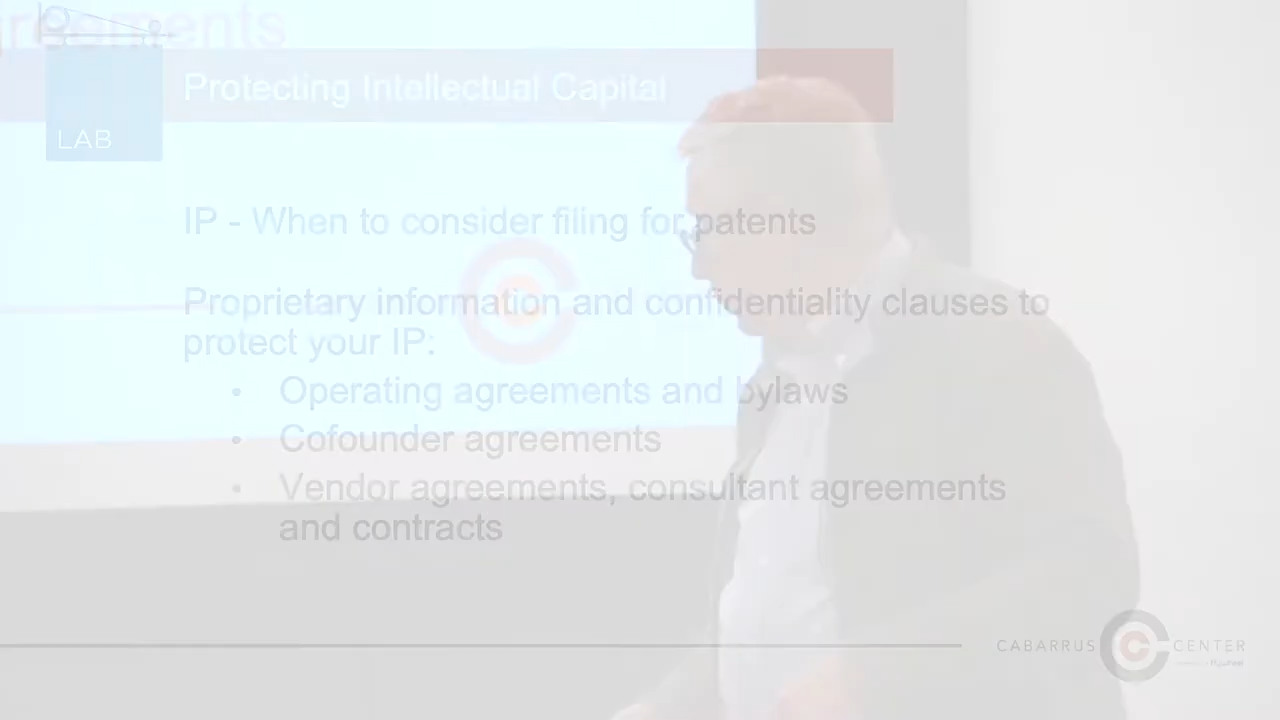 reements
Protecting Intellectual Capital
LAB
IP - When to consider filing for patents
Proprietary information and confidentiality clauses to
protect your IP:
• Operating agreements and bylaws
• Cofounder agreements
• Vendor agreements, consultant agreements
and contracts
CABARRUS CENTER